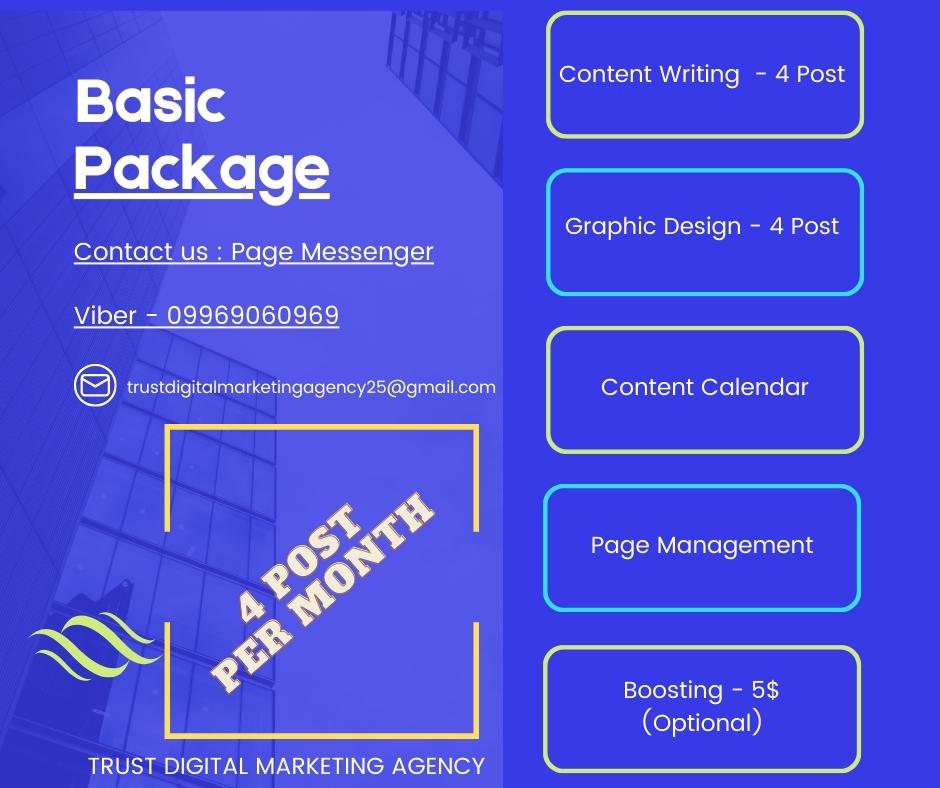 Basic
Package
Contact us : Page Messenger
Viber - 09969060969
trustdigitalmarketingagency25@gmail.com
4 POST
PER MONTH
TRUST DIGITAL MARKETING AGENCY
Content Writing - 4 Post
Graphic Design - 4 Post
Content Calendar
Page Management
Boosting - 5$
(Optional)